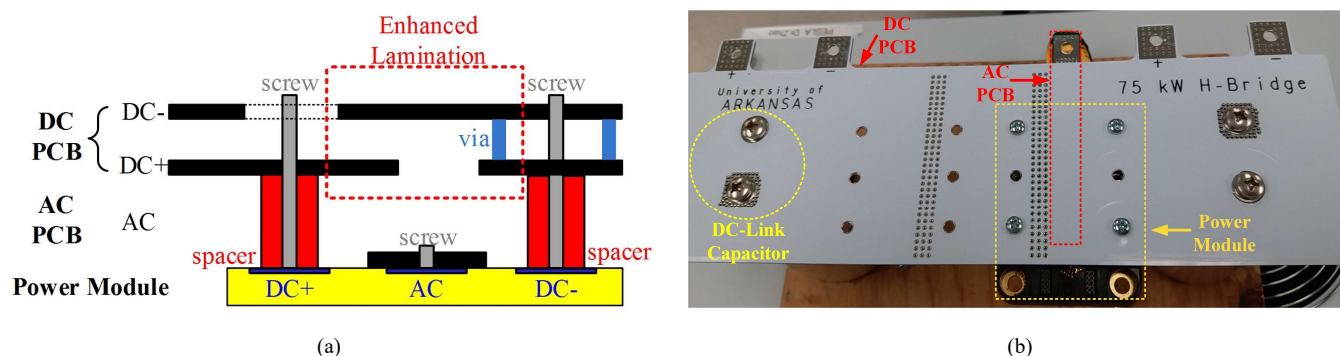 Enhanced
Lamination
screw
screw
DC-
DC
PCB
via
DC+
AC
PCB
AC
screw
spacer
spacer
Power Module
DC+
AC
DC-
(a)
DC
PCB
AC
PCB
+
-
+
-
University of
ARKANSAS
75 kW H-Bridge
DC-Link
Capacitor
Power
Module
(b)